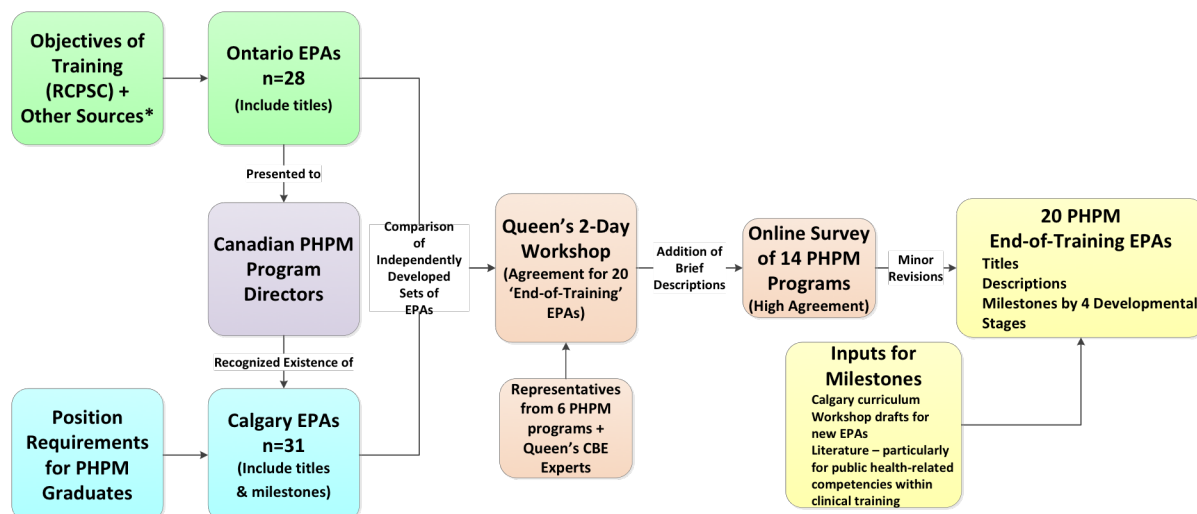 Objectives of
Training
(RCPSC) +
Other Sources*
Ontario EPAs
n=28
(Include titles)
Presented to
Canadian PHPM
Program
Directors
Recognized Existence of
Position
Requirements
for PHPM
Graduates
Calgary EPAs
n=31
(Include titles
& milestones)
Comparison
of
Independently
Developed
Sets of
EPAs
Queen's 2-Day
Workshop
(Agreement for 20
'End-of-Training'
EPAs)
Representatives
from 6 PHPM
programs +
Queen's CBE
Experts
Addition of
Brief
Descriptions
Online Survey
of 14 PHPM
Programs
(High Agreement)
Minor
Revisions
20 PHPM
End-of-Training EPAs
Titles
Descriptions
Milestones by 4 Developmental
Stages
Inputs for
Milestones
Calgary curriculum
Workshop drafts for
new EPAs
Literature – particularly
for public health-related
competencies within
clinical training